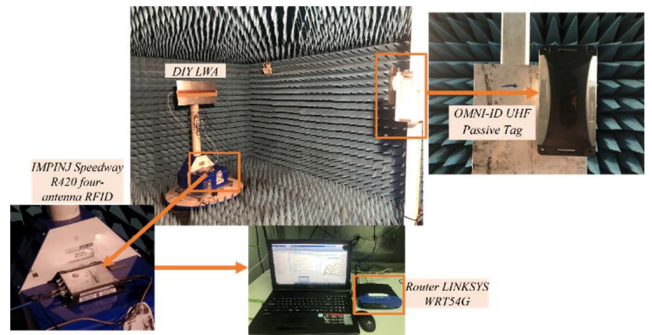 DIY LWA
OMNI-ID UHF
Passive Tag
IMPINJ Speedway
R420 four-
antenna RFID
Router LINKSYS
WRT54G